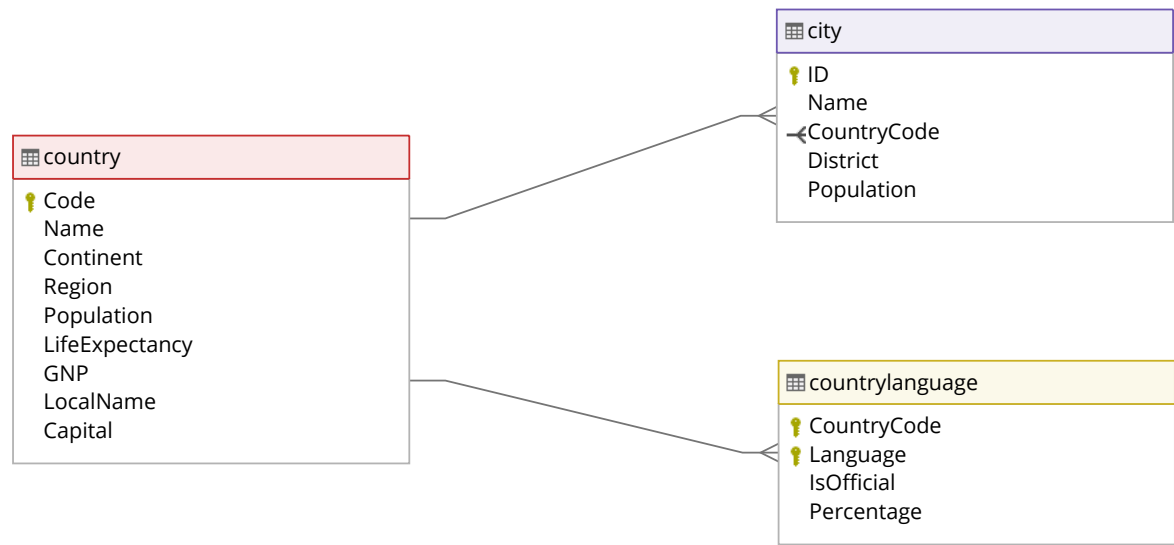 country
Code
Name
Continent
Region
Population
LifeExpectancy
GNP
LocalName
Capital
city
ID
Name
CountryCode
District
Population
countrylanguage
CountryCode
Language
IsOfficial
Percentage